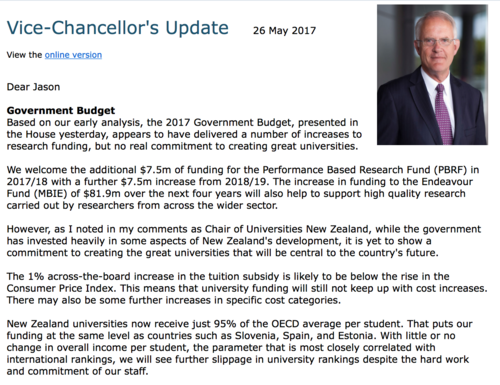 Vice-Chancellor's Update 26 May 2017
View the online version
Dear Jason
Government Budget
Based on our early analysis, the 2017 Government Budget, presented in
the House yesterday, appears to have delivered a number of increases to
research funding, but no real commitment to creating great universities.
We welcome the additional $7.5m of funding for the Performance Based Research Fund (PBRF) in
2017/18 with a further $7.5m increase from 2018/19. The increase in funding to the Endeavour
Fund (MBIE) of $81.9m over the next four years will also help to support high quality research
carried out by researchers from across the wider sector.
However, as I noted in my comments as Chair of Universities New Zealand, while the government
has invested heavily in some aspects of New Zealand's development, it is yet to show a
commitment to creating the great universities that will be central to the country's future.
The 1% across-the-board increase in the tuition subsidy is likely to be below the rise in the
Consumer Price Index. This means that university funding will still not keep up with cost increases.
There may also be some further increases in specific cost categories.
New Zealand universities now receive just 95% of the OECD average per student. That puts our
funding at the same level as countries such as Slovenia, Spain, and Estonia. With little or no
change in overall income per student, the parameter that is most closely correlated with
international rankings, we will see further slippage in university rankings despite the hard work
and commitment of our staff.